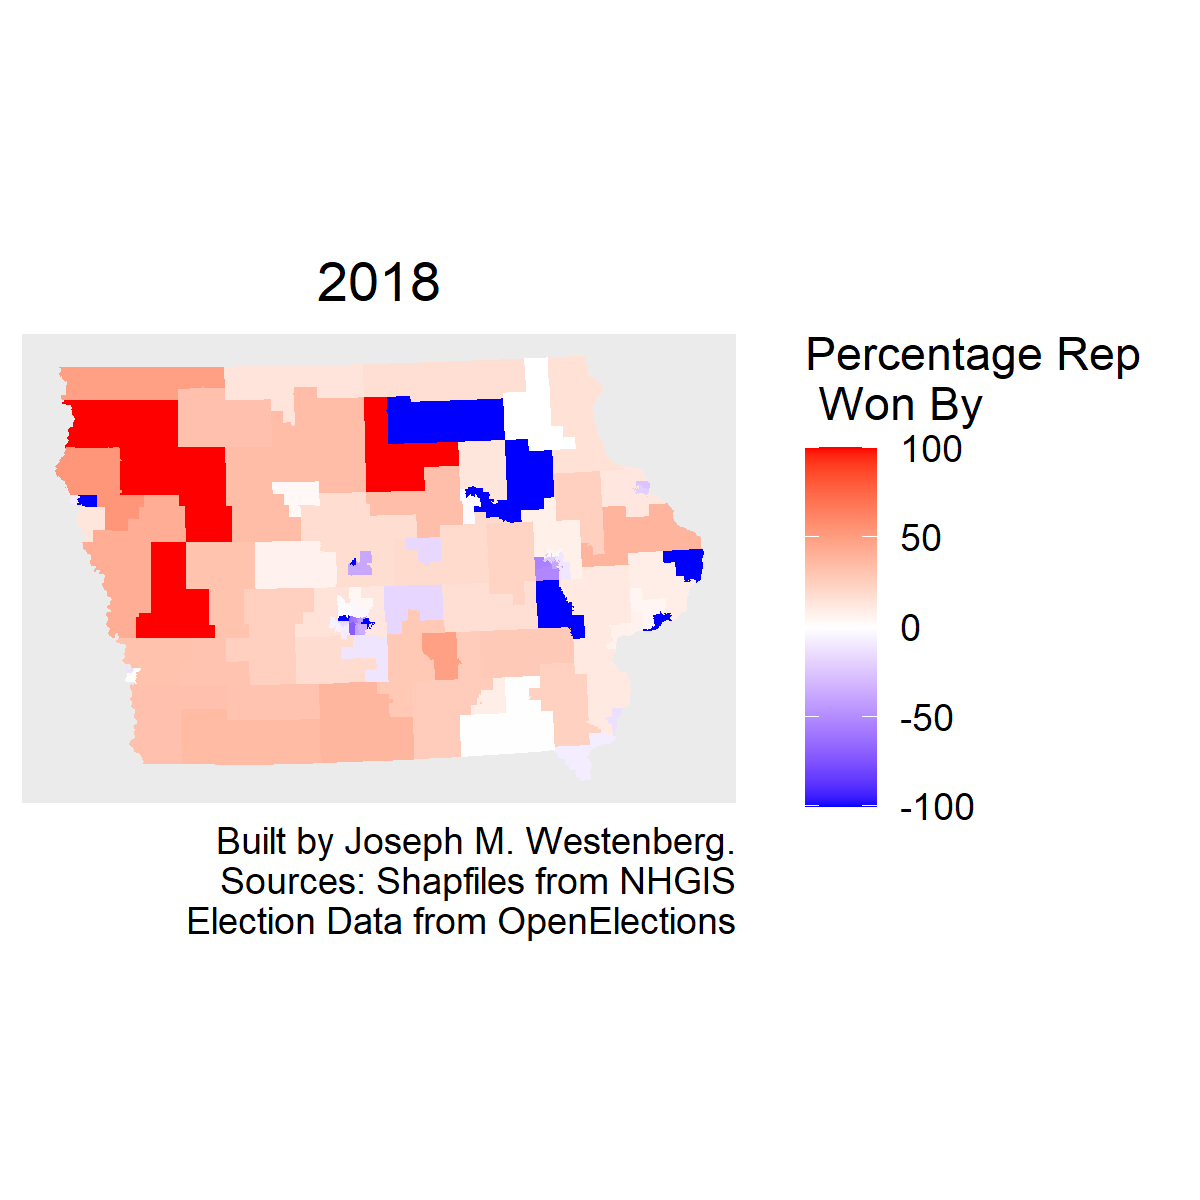 2018
Percentage Rep
Won By
100
50
0
-50
-100
Built by Joseph M. Westenberg.
Sources: Shapfiles from NHGIS
Election Data from OpenElections